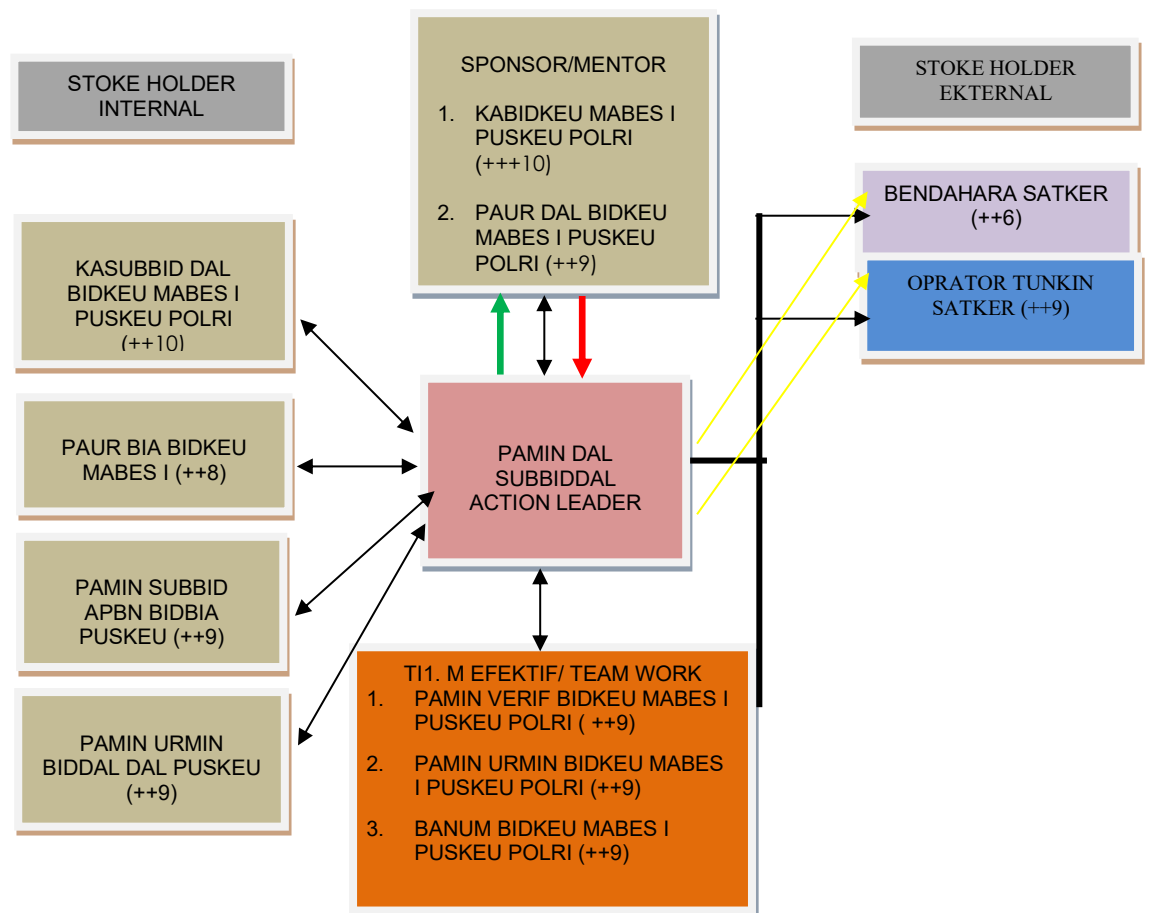 STOKE HOLDER
INTERNAL
SPONSOR/MENTOR
1. KABIDKEU MABES I
PUSKEU POLRI
(+++10)
2. PAUR DAL BIDKEU
MABES I PUSKEU
POLRI (++9)
STOKE HOLDER
EKTERNAL
BENDAHARA SATKER
(++6)
OPRATOR TUNKIN
SATKER (++9)
KASUBBID DAL
BIDKEU MABES I
PUSKEU POLRI
(++10)
PAUR BIA BIDKEU
MABES I (++8)
PAMIN SUBBID
APBN BIDBIA
PUSKEU (++9)
PAMIN URMIN
BIDDAL DAL PUSKEU
(++9)
PAMIN DAL
SUBBIDDAL
ACTION LEADER
TI1. M EFEKTIF/ TEAM WORK
1. PAMIN VERIF BIDKEU MABES I
PUSKEU POLRI ( ++9)
2. PAMIN URMIN BIDKEU MABES
I PUSKEU POLRI (++9)
3. BANUM BIDKEU MABES I
PUSKEU POLRI (++9)